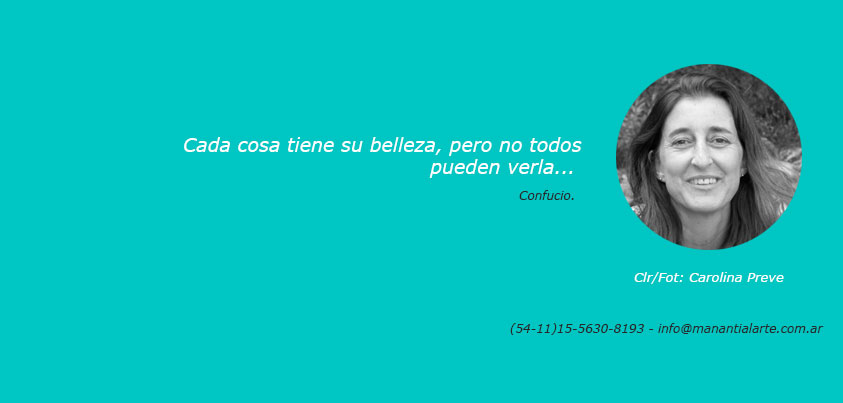 Cada cosa tiene su belleza, pero no todos
pueden verla...
Confucio.
Clr/Fot: Carolina Preve
(54-11)15-5630-8193 - info@manantialarte.com.ar